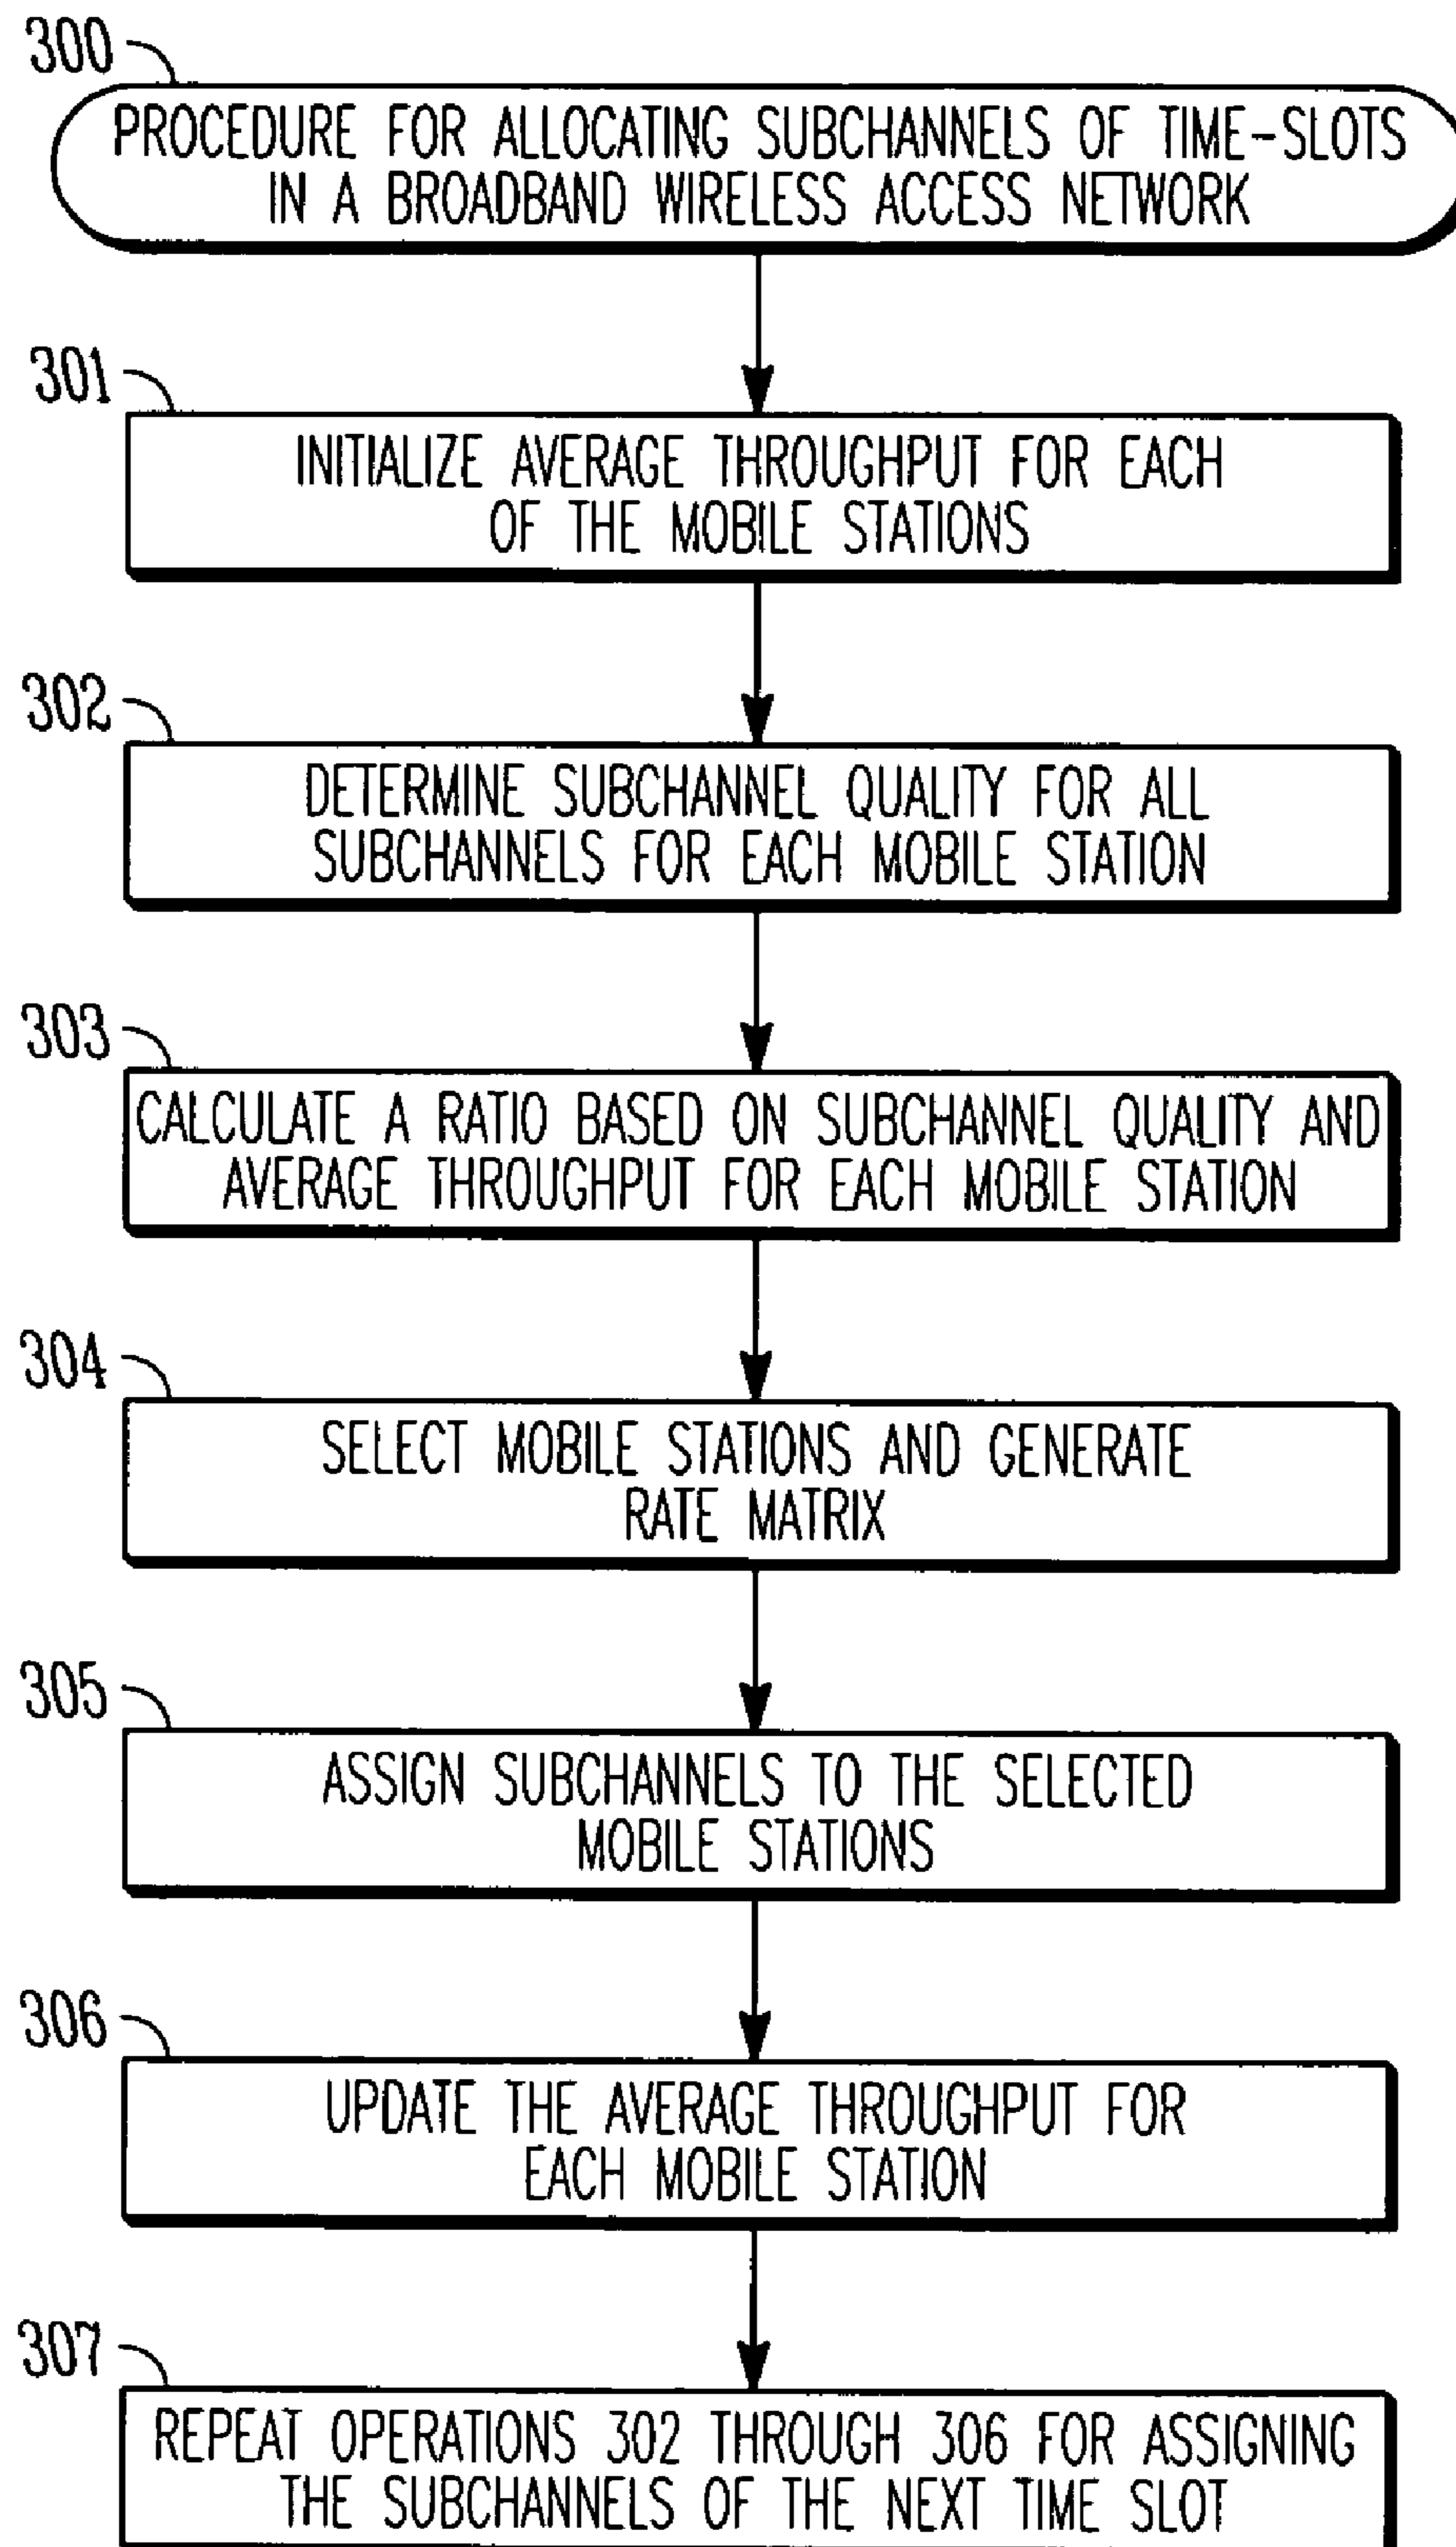 300
PROCEDURE FOR ALLOCATING SUBCHANNELS OF TIME-SLOTS
IN A BROADBAND WIRELESS ACCESS NETWORK
301
INITIALIZE AVERAGE THROUGHPUT FOR EACH
OF THE MOBILE STATIONS
302
DETERMINE SUBCHANNEL QUALITY FOR ALL
SUBCHANNELS FOR EACH MOBILE STATION
303
CALCULATE A RATIO BASED ON SUBCHANNEL QUALITY AND
AVERAGE THROUGHPUT FOR EACH MOBILE STATION
304
SELECT MOBILE STATIONS AND GENERATE
RATE MATRIX
305
ASSIGN SUBCHANNELS TO THE SELECTED
MOBILE STATIONS
306
UPDATE THE AVERAGE THROUGHPUT FOR
EACH MOBILE STATION
307
REPEAT OPERATIONS 302 THROUGH 306 FOR ASSIGNING
THE SUBCHANNELS OF THE NEXT TIME SLOT